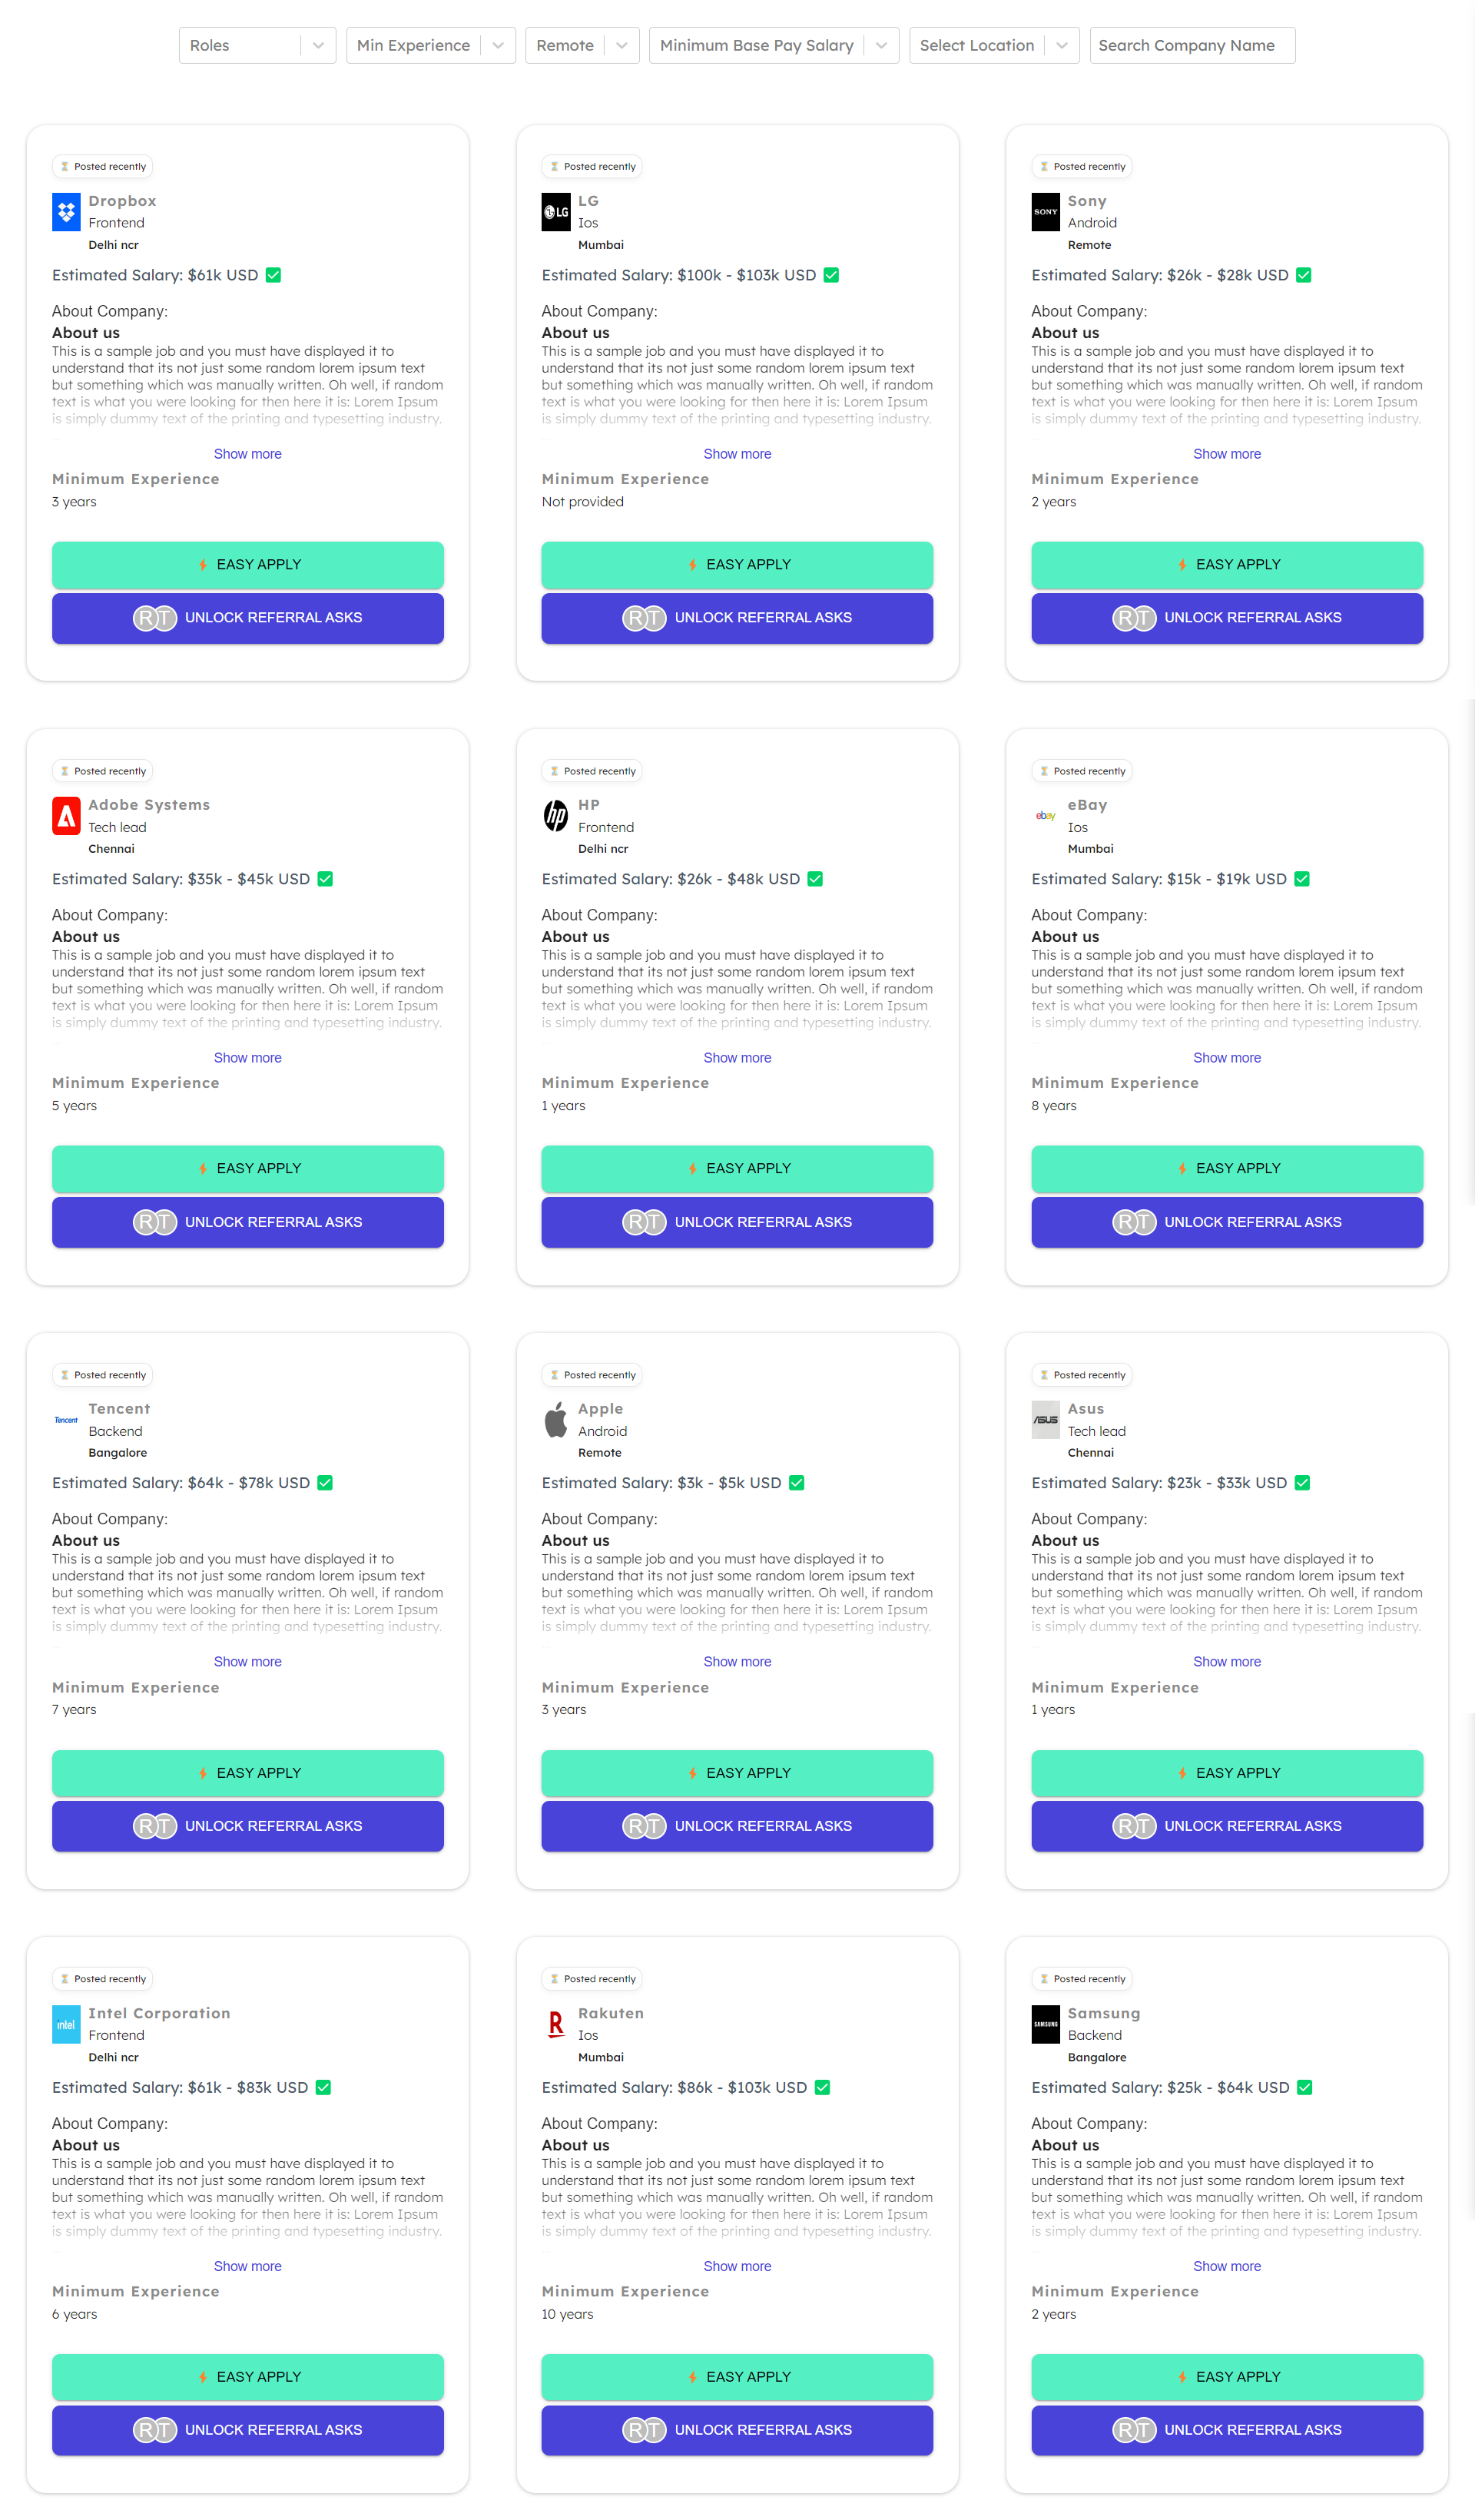 Roles
Min Experience
Remote
Minimum Base Pay Salary
Select Location
Search Company Name
Posted recently
Dropbox
Frontend
Delhi ncr
Estimated Salary: $61k USD ✅
About Company:
About us
This is a sample job and you must have displayed it to
understand that its not just some random lorem ipsum text
but something which was manually written. Oh well, if random
text is what you were looking for then here it is: Lorem Ipsum
is simply dummy text of the printing and typesetting industry.
Show more
Minimum Experience
3 years
EASY APPLY
RT UNLOCK REFERRAL ASKS
Posted recently
LG
LG
Ios
Mumbai
Estimated Salary: $100k - $103k USD ✅
About Company:
About us
This is a sample job and you must have displayed it to
understand that its not just some random lorem ipsum text
but something which was manually written. Oh well, if random
text is what you were looking for then here it is: Lorem Ipsum
is simply dummy text of the printing and typesetting industry.
Show more
Minimum Experience
Not provided
EASY APPLY
RT UNLOCK REFERRAL ASKS
Posted recently
SONY
Sony
Android
Remote
Estimated Salary: $26k - $28k USD ✅
About Company:
About us
This is a sample job and you must have displayed it to
understand that its not just some random lorem ipsum text
but something which was manually written. Oh well, if random
text is what you were looking for then here it is: Lorem Ipsum
is simply dummy text of the printing and typesetting industry.
Show more
Minimum Experience
2 years
EASY APPLY
RT UNLOCK REFERRAL ASKS
Posted recently
Adobe Systems
Tech lead
Chennai
Estimated Salary: $35k - $45k USD ✅
About Company:
About us
This is a sample job and you must have displayed it to
understand that its not just some random lorem ipsum text
but something which was manually written. Oh well, if random
text is what you were looking for then here it is: Lorem Ipsum
is simply dummy text of the printing and typesetting industry.
Show more
Minimum Experience
5 years
EASY APPLY
RT UNLOCK REFERRAL ASKS
Posted recently
hp
HP
Frontend
Delhi ncr
Estimated Salary: $26k - $48k USD ✅
About Company:
About us
This is a sample job and you must have displayed it to
understand that its not just some random lorem ipsum text
but something which was manually written. Oh well, if random
text is what you were looking for then here it is: Lorem Ipsum
is simply dummy text of the printing and typesetting industry.
Show more
Minimum Experience
1 years
EASY APPLY
RT UNLOCK REFERRAL ASKS
Posted recently
ebay
eBay
Ios
Mumbai
Estimated Salary: $15k - $19k USD ✅
About Company:
About us
This is a sample job and you must have displayed it to
understand that its not just some random lorem ipsum text
but something which was manually written. Oh well, if random
text is what you were looking for then here it is: Lorem Ipsum
is simply dummy text of the printing and typesetting industry.
Show more
Minimum Experience
8 years
EASY APPLY
RT UNLOCK REFERRAL ASKS
Posted recently
Tencent
Tencent
Backend
Bangalore
Estimated Salary: $64k - $78k USD ✅
About Company:
About us
This is a sample job and you must have displayed it to
understand that its not just some random lorem ipsum text
but something which was manually written. Oh well, if random
text is what you were looking for then here it is: Lorem Ipsum
is simply dummy text of the printing and typesetting industry.
Show more
Minimum Experience
7 years
EASY APPLY
RT UNLOCK REFERRAL ASKS
Posted recently
Apple
Android
Remote
Estimated Salary: $3k - $5k USD ✅
About Company:
About us
This is a sample job and you must have displayed it to
understand that its not just some random lorem ipsum text
but something which was manually written. Oh well, if random
text is what you were looking for then here it is: Lorem Ipsum
is simply dummy text of the printing and typesetting industry.
Show more
Minimum Experience
3 years
EASY APPLY
RT UNLOCK REFERRAL ASKS
Posted recently
ASUS
Asus
Tech lead
Chennai
Estimated Salary: $23k - $33k USD ✅
About Company:
About us
This is a sample job and you must have displayed it to
understand that its not just some random lorem ipsum text
but something which was manually written. Oh well, if random
text is what you were looking for then here it is: Lorem Ipsum
is simply dummy text of the printing and typesetting industry.
Show more
Minimum Experience
1 years
EASY APPLY
RT UNLOCK REFERRAL ASKS
Posted recently
intel
Intel Corporation
Frontend
Delhi ncr
Estimated Salary: $61k - $83k USD ✅
About Company:
About us
This is a sample job and you must have displayed it to
understand that its not just some random lorem ipsum text
but something which was manually written. Oh well, if random
text is what you were looking for then here it is: Lorem Ipsum
is simply dummy text of the printing and typesetting industry.
Show more
Minimum Experience
6 years
EASY APPLY
RT UNLOCK REFERRAL ASKS
Posted recently
R
Rakuten
Ios
Mumbai
Estimated Salary: $86k - $103k USD ✅
About Company:
About us
This is a sample job and you must have displayed it to
understand that its not just some random lorem ipsum text
but something which was manually written. Oh well, if random
text is what you were looking for then here it is: Lorem Ipsum
is simply dummy text of the printing and typesetting industry.
Show more
Minimum Experience
10 years
EASY APPLY
RT UNLOCK REFERRAL ASKS
Posted recently
SAMSUNG
Samsung
Backend
Bangalore
Estimated Salary: $25k - $64k USD ✅
About Company:
About us
This is a sample job and you must have displayed it to
understand that its not just some random lorem ipsum text
but something which was manually written. Oh well, if random
text is what you were looking for then here it is: Lorem Ipsum
is simply dummy text of the printing and typesetting industry.
Show more
Minimum Experience
2 years
EASY APPLY
RT UNLOCK REFERRAL ASKS